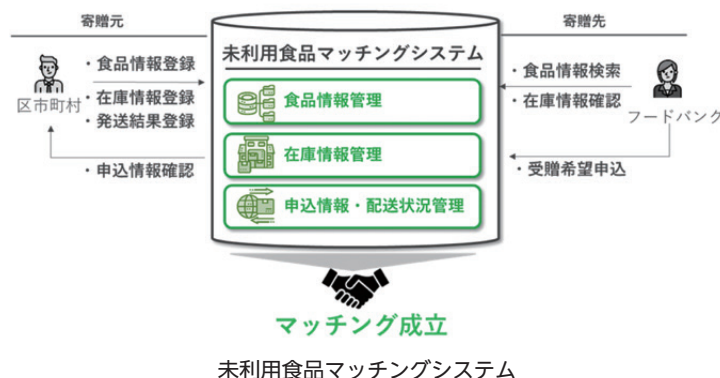 寄贈元
寄贈先
未利用食品マッチングシステム
・食品情報登録
・在庫情報登録
・発送結果登録
区市町村
・申込情報確認
食品情報管理
在庫情報管理
申込情報・配送状況管理
・食品情報検索
・在庫情報確認
フードバンク
・受贈希望申込
マッチング成立
未利用食品マッチングシステム